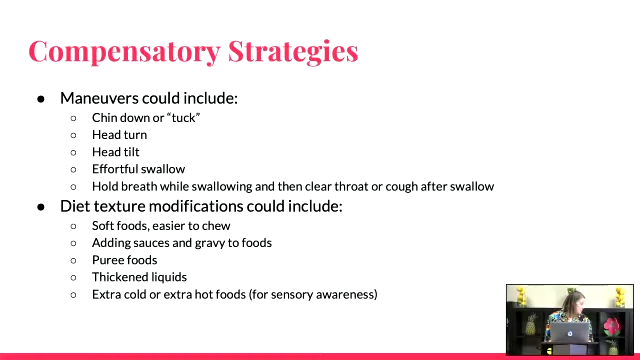 Compensatory Strategies
● Maneuvers could include:
○ Chin down or “tuck”
○ Head turn
○ Head tilt
○ Effortful swallow
○ Hold breath while swallowing and then clear throat or cough after swallow
● Diet texture modifications could include:
○ Soft foods, easier to chew
○ Adding sauces and gravy to foods
○ Puree foods
○ Thickened liquids
○ Extra cold or extra hot foods (for sensory awareness)